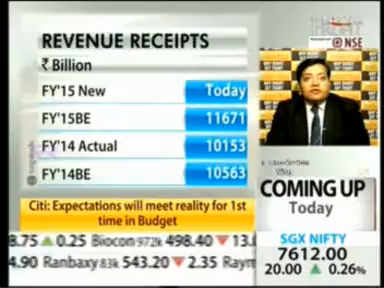 REVENUE RECEIPTS
₹ Billion
FY'15 New Today
FY'15BE 11671
FY'14 Actual 10153
FY'14BE 10563
Citi: Expectations will meet reality for 1st
time in Budget
NSE
COMING UP
Today
SGX NIFTY
7612.00
20.00 ▲ 0.26%
8.75 ▲ 0.25 Biocon 972k 498.40 ▼ 13.
4.90 Ranbaxy 83k 543.20 ▼ 2.35 Raym